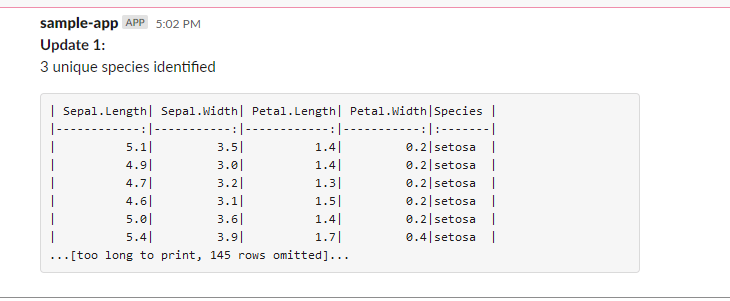 sample-app APP 5:02 PM
Update 1:
3 unique species identified
| Sepal.Length| Sepal.Width| Petal.Length| Petal.Width|Species |
|------------:|-----------:|------------:|-----------:|:-------|
|          5.1|         3.5|          1.4|         0.2|setosa  |
|          4.9|         3.0|          1.4|         0.2|setosa  |
|          4.7|         3.2|          1.3|         0.2|setosa  |
|          4.6|         3.1|          1.5|         0.2|setosa  |
|          5.0|         3.6|          1.4|         0.2|setosa  |
|          5.4|         3.9|          1.7|         0.4|setosa  |
...[too long to print, 145 rows omitted]...